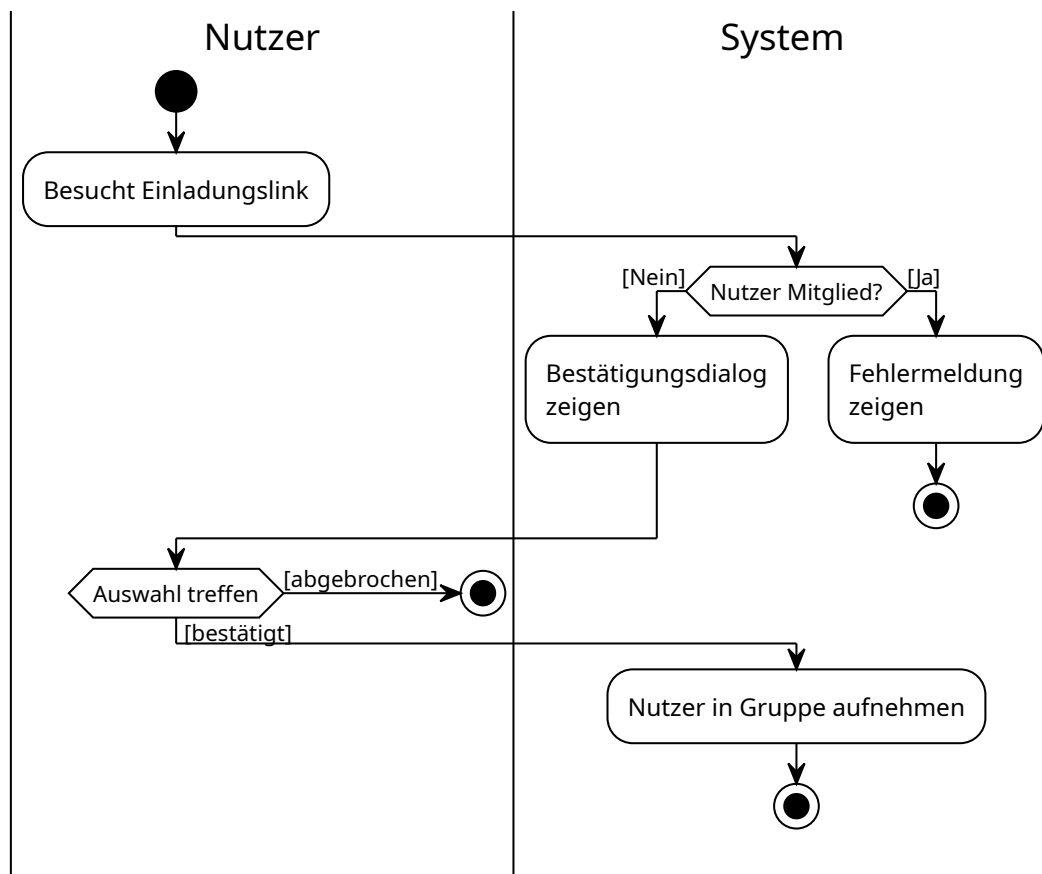 Nutzer
System
Besucht Einladungslink
[Nein]
Nutzer Mitglied?
[Ja]
Bestätigungsdialog
zeigen
Fehlermeldung
zeigen
Auswahl treffen
[abgebrochen]
[bestätigt]
Nutzer in Gruppe aufnehmen